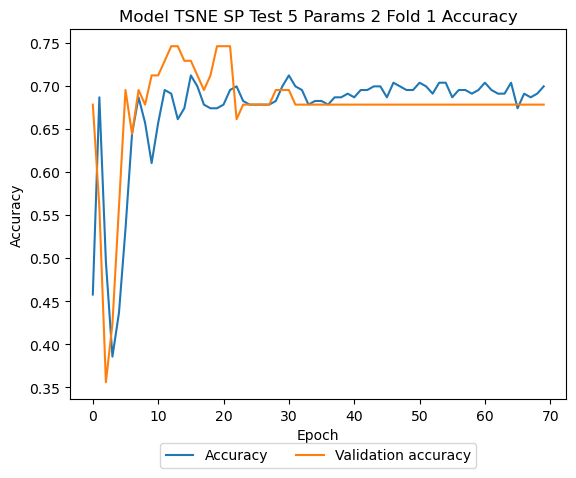 Model TSNE SP Test 5 Params 2 Fold 1 Accuracy
0.75
0.70
0.65
0.60
0.55
0.50
0.45
0.40
0.35
Accuracy
0 10 20 30 40 50 60 70
Epoch
Accuracy Validation accuracy